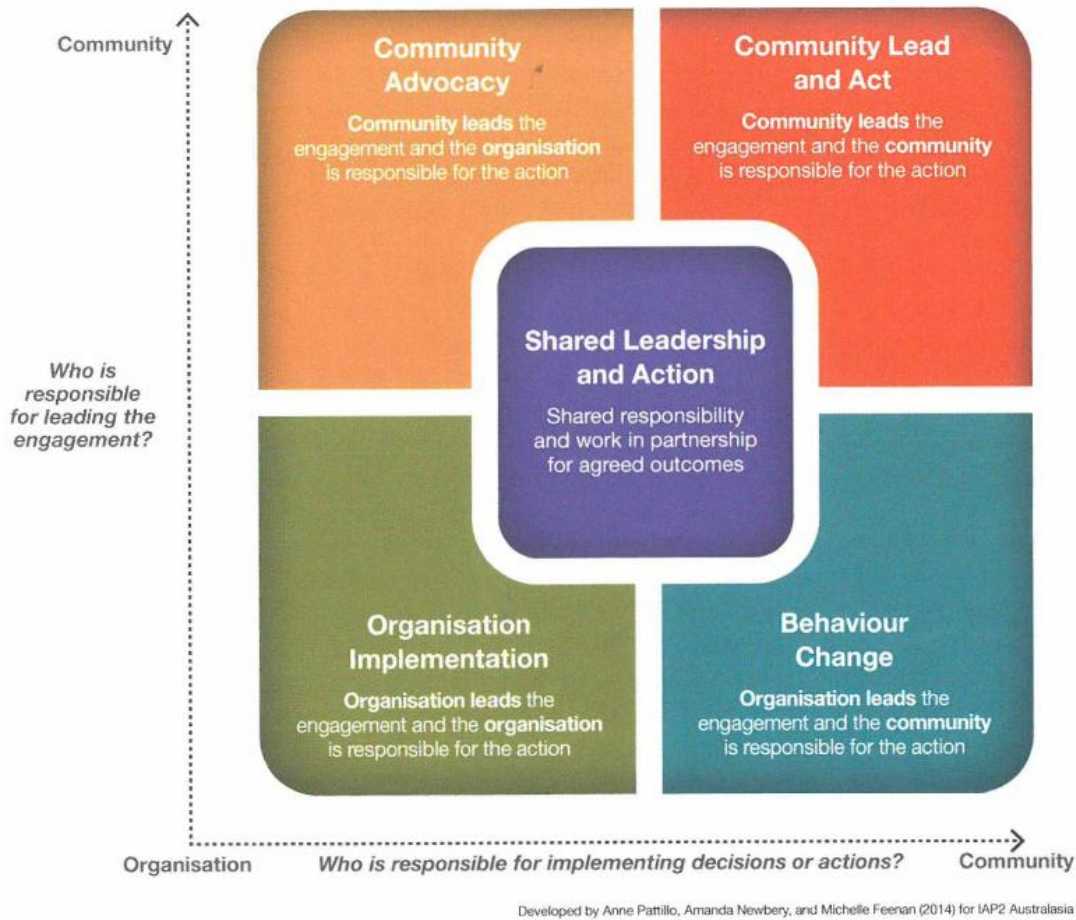 Community
Community
Advocacy
Community leads the
engagement and the organisation
is responsible for the action
Community Lead
and Act
Community leads the
engagement and the community
is responsible for the action
Who is
responsible
for leading the
engagement?
Shared Leadership
and Action
Shared responsibility
and work in partnership
for agreed outcomes
Organisation
Implementation
Organisation leads the
engagement and the organisation
is responsible for the action
Behaviour
Change
Organisation leads the
engagement and the community
is responsible for the action
Organisation
Who is responsible for implementing decisions or actions?
Community
Developed by Anne Pattillo, Amanda Newbery, and Michelle Feenan (2014) for IAP2 Australasia